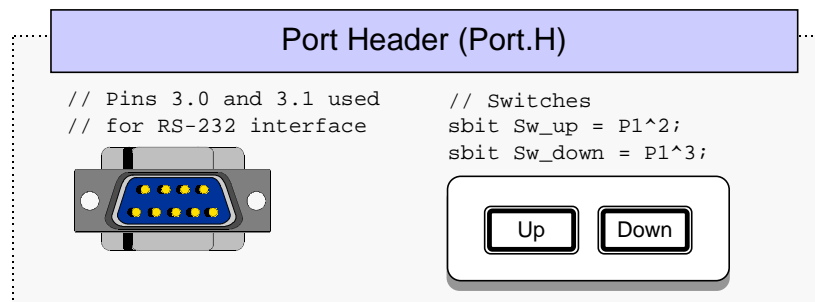 Port Header (Port.H)
// Pins 3.0 and 3.1 used
// for RS-232 interface
// Switches
sbit Sw_up = P1^2;
sbit Sw_down = P1^3;
Up
Down